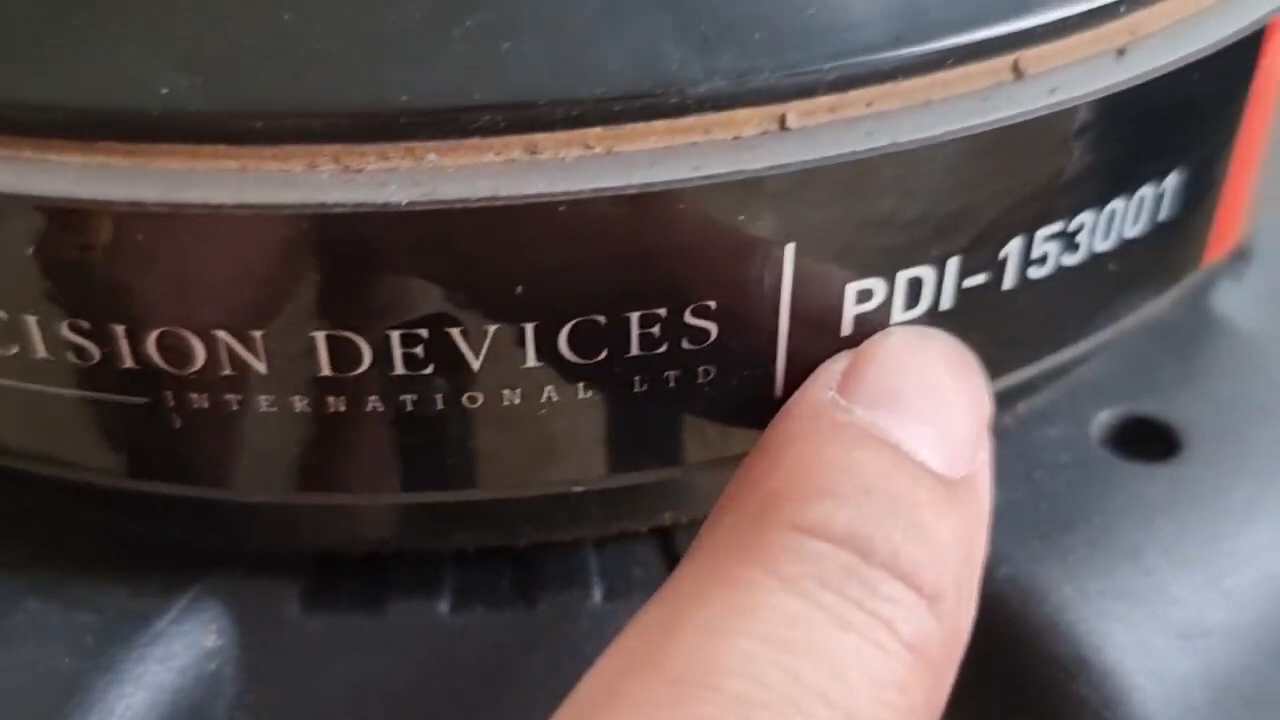 CISION DEVICES
INTERNATIONAL LTD
PDI-153001